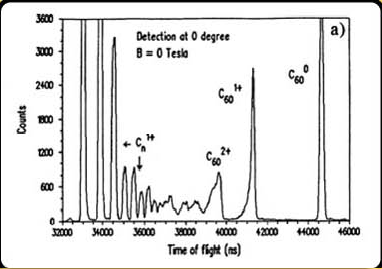 3600
3000
2400
1800
1200
600
0
Counts
Detection at 0 degree
B = 0 Tesla
a)
← Cn 1+
C60 2+
C60 1+
C60 0
32000 34000 36000 38000 40000 42000 44000 46000
Time of flight (ns)